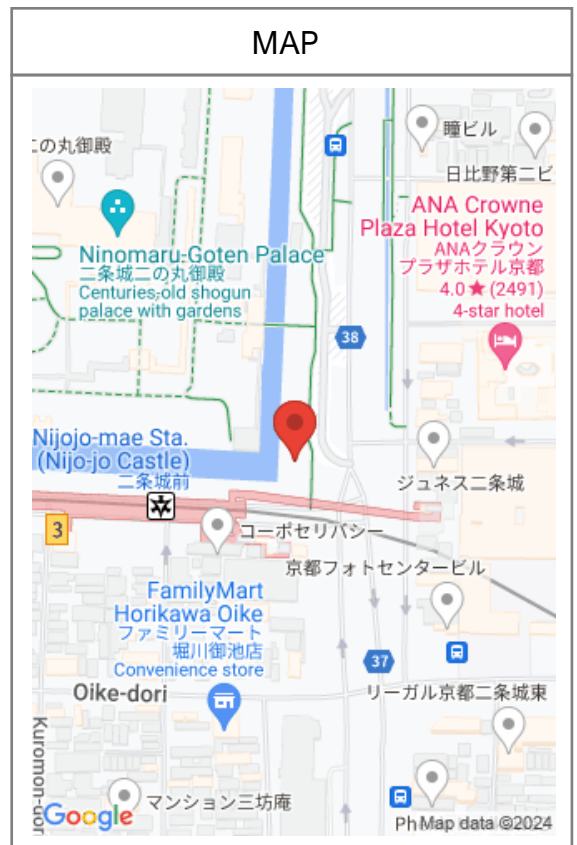 MAP
の丸御殿
瞳ビル
日比野第二ビ
ANA Crowne
Plaza Hotel Kyoto
ANAクラウン
プラザホテル京都
4.0★(2491)
4-star hotel
Ninomaru-Goten Palace
二条城二の丸御殿
Centuries-old shogun
palace with gardens
38
Nijojo-mae Sta.
(Nijo-jo Castle)
二条城前
ジュネス二条城
3
コーポセリバシー
京都フォトセンタービル
FamilyMart
Horikawa Oike
ファミリーマート
堀川御池店
Convenience store
37
Oike-dori
リーガル京都二条城東
Kuromon-dor
マンション三坊庵
Google
Ph
Map data ©2024